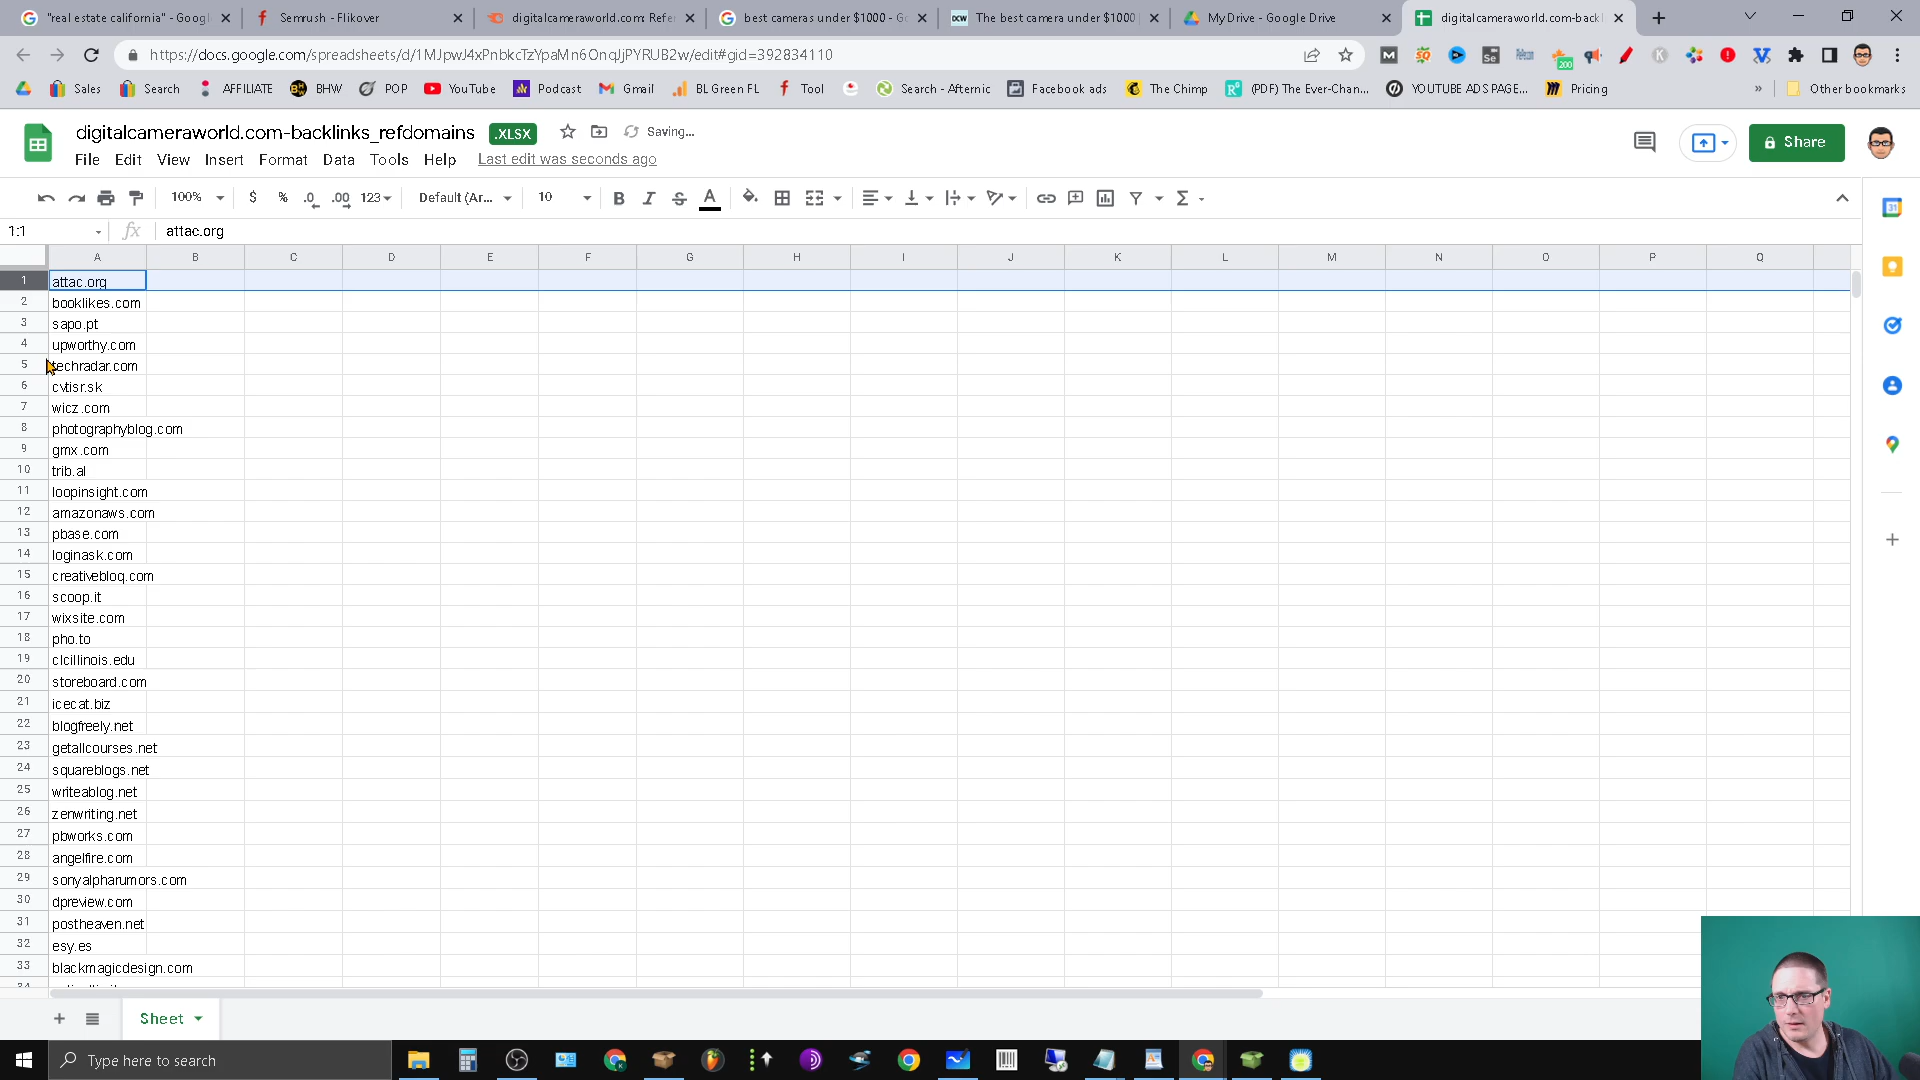 "real estate california" - Googl
Semrush - Flikover
digitalcameraworld.com: Refer
best cameras under $1000 - Go
The best camera under $1000
My Drive - Google Drive
digitalcameraworld.com-backl
https://docs.google.com/spreadsheets/d/1MJpwJ4xPnbkcTzYpaMn6OnqJjPYRUB2w/edit#gid=392834110
Sales
Search
AFFILIATE
BHW
POP
YouTube
Podcast
Gmail
BL Green FL
Tool
Search - Afternic
Facebook ads
The Chimp
(PDF) The Ever-Chan...
YOUTUBE ADS PAGE...
Pricing
»
Other bookmarks
digitalcameraworld.com-backlinks_refdomains .XLSX Saving...
File Edit View Insert Format Data Tools Help Last edit was seconds ago
Share
100% $ % .0 .00 123 Default (Ar... 10 B I S A Σ
1:1 fx attac.org
A B C D E F G H I J K L M N O P Q
1 attac.org
2 booklikes.com
3 sapo.pt
4 upworthy.com
5 techradar.com
6 cvtisr.sk
7 wicz.com
8 photographyblog.com
9 gmx.com
10 trib.al
11 loopinsight.com
12 amazonaws.com
13 pbase.com
14 loginask.com
15 creativebloq.com
16 scoop.it
17 wixsite.com
18 pho.to
19 clcillinois.edu
20 storeboard.com
21 icecat.biz
22 blogfreely.net
23 getallcourses.net
24 squareblogs.net
25 writeablog.net
26 zenwriting.net
27 pbworks.com
28 angelfire.com
29 sonyalpharumors.com
30 dpreview.com
31 postheaven.net
32 esy.es
33 blackmagicdesign.com
Sheet
Type here to search